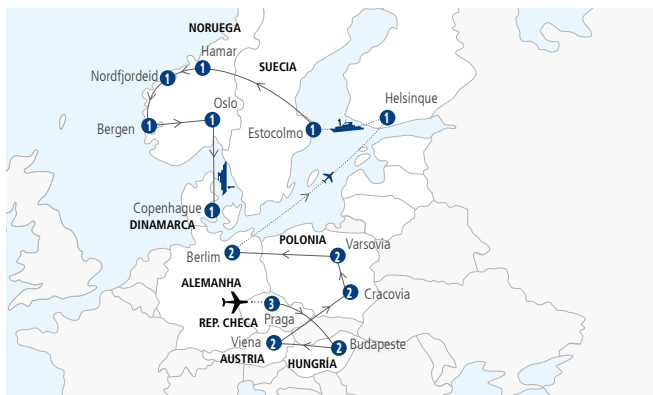 NORUEGA
Hamar
1
SUECIA
Nordfjordeid
1
Oslo
1
Helsinque
1
Bergen
1
Estocolmo
1
Copenhague
1
DINAMARCA
POLONIA
Varsovia
2
Berlim
2
ALEMANHA
Cracovia
2
3
Praga
REP. CHECA
Viena
2
Budapeste
2
AUSTRIA
HUNGRÍA